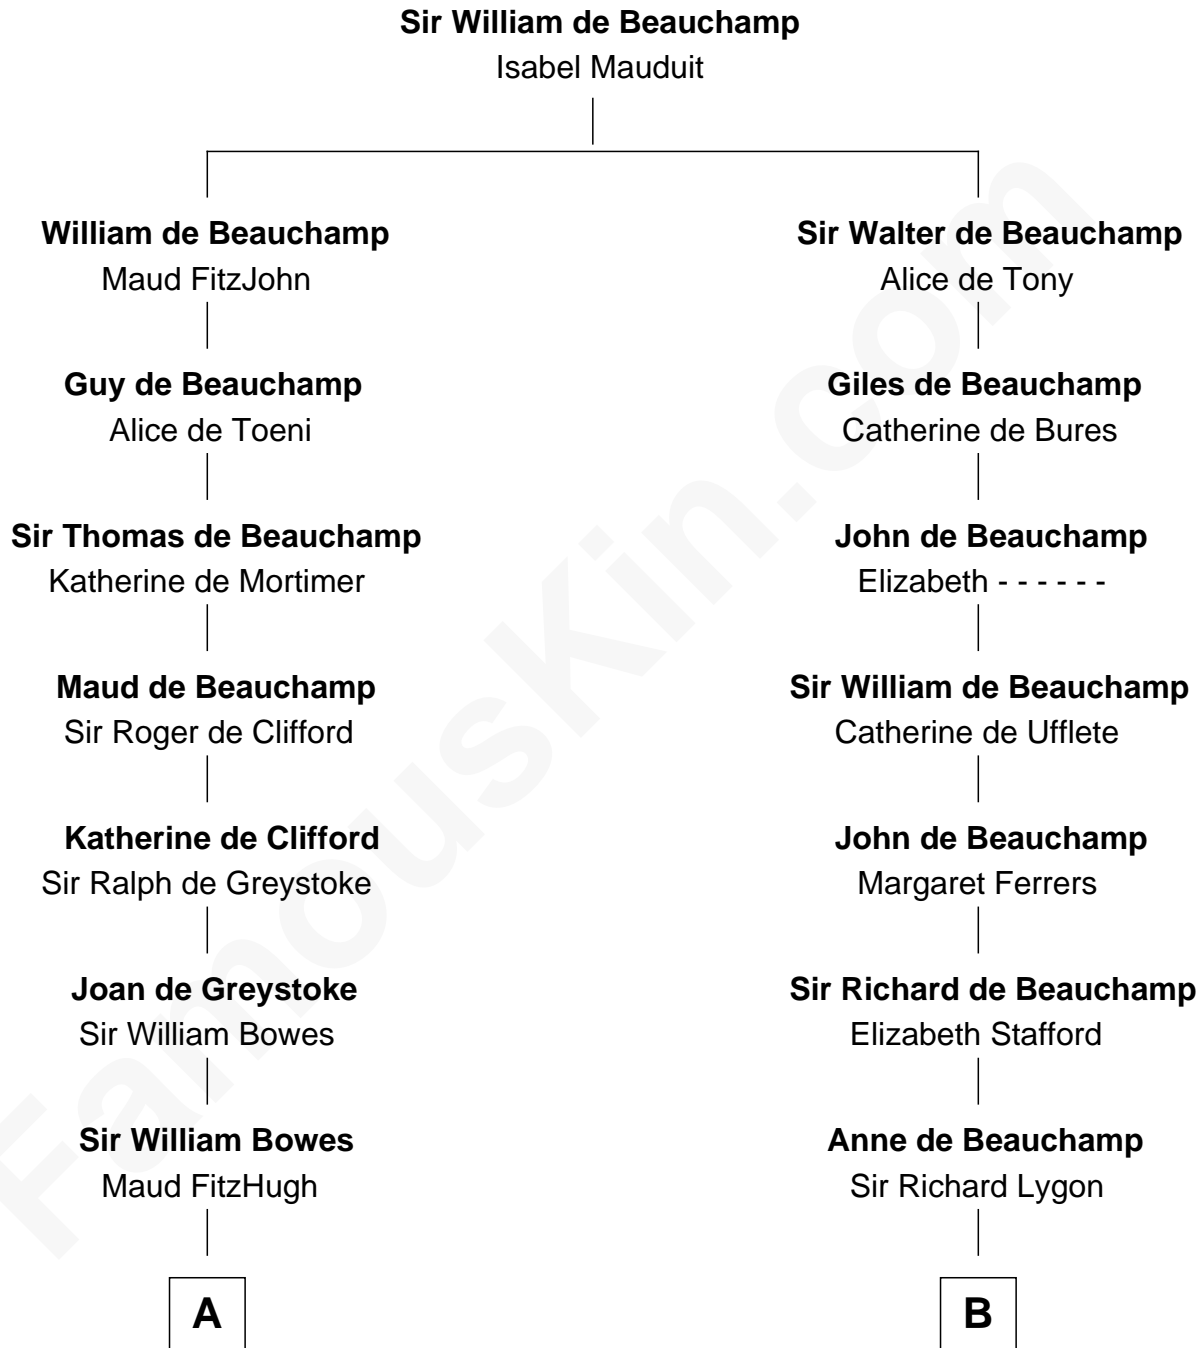 Sir William de Beauchamp
Isabel Mauduit
William de Beauchamp
Maud FitzJohn
Sir Walter de Beauchamp
Alice de Tony
Guy de Beauchamp
Alice de Toeni
Giles de Beauchamp
Catherine de Bures
Sir Thomas de Beauchamp
Katherine de Mortimer
John de Beauchamp
Elizabeth - - - - - -
Maud de Beauchamp
Sir Roger de Clifford
Sir William de Beauchamp
Catherine de Ufflete
Katherine de Clifford
Sir Ralph de Greystoke
John de Beauchamp
Margaret Ferrers
Joan de Greystoke
Sir William Bowes
Sir Richard de Beauchamp
Elizabeth Stafford
Sir William Bowes
Maud FitzHugh
Anne de Beauchamp
Sir Richard Lygon
A
B
FamousKin.com